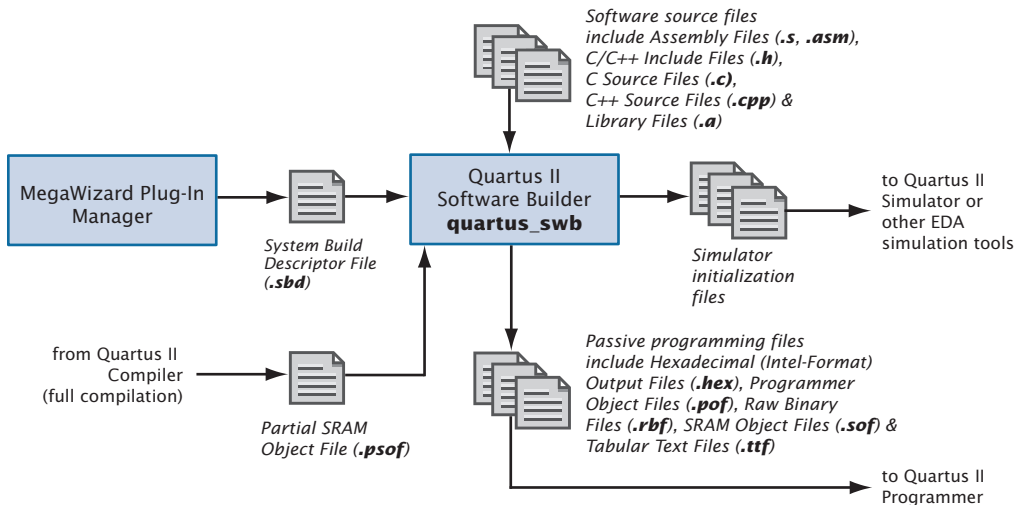 Software source files
include Assembly Files (.s, .asm),
C/C++ Include Files (.h),
C Source Files (.c),
C++ Source Files (.cpp) &
Library Files (.a)
MegaWizard Plug-In
Manager
System Build
Descriptor File
(.sbd)
Quartus II
Software Builder
quartus_swb
Simulator
initialization
files
to Quartus II
Simulator or
other EDA
simulation tools
from Quartus II
Compiler
(full compilation)
Partial SRAM
Object File (.psof)
Passive programming files
include Hexadecimal (Intel-Format)
Output Files (.hex), Programmer
Object Files (.pof), Raw Binary
Files (.rbf), SRAM Object Files (.sof) &
Tabular Text Files (.ttf)
to Quartus II
Programmer